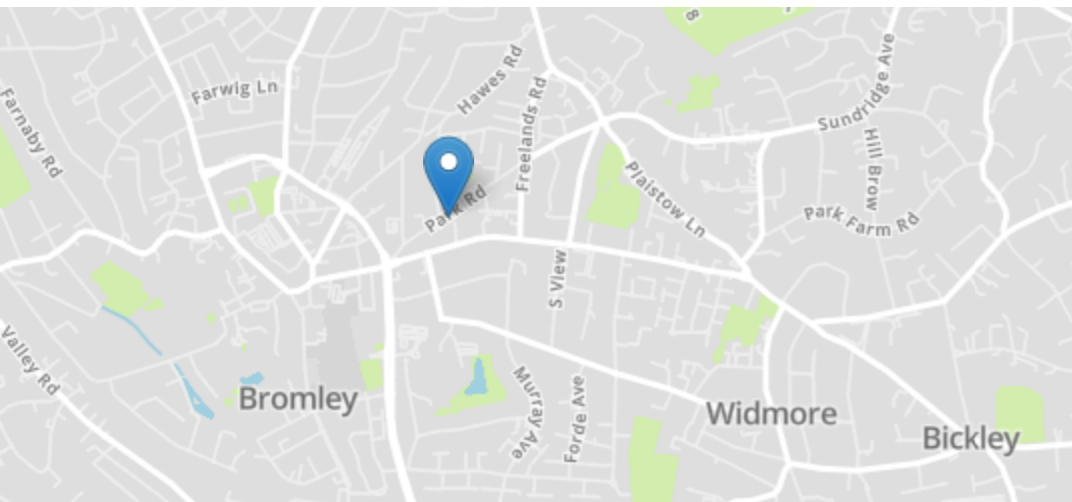 8
Farnaby Rd
Farwig Ln
Hawes Rd
Freelands Rd
Sundridge Ave
Hill Brow
Plaistow Ln
Park Rd
Park Farm Rd
S View
Valley Rd
Bromley
Murray Ave
Forde Ave
Widmore
Bickley